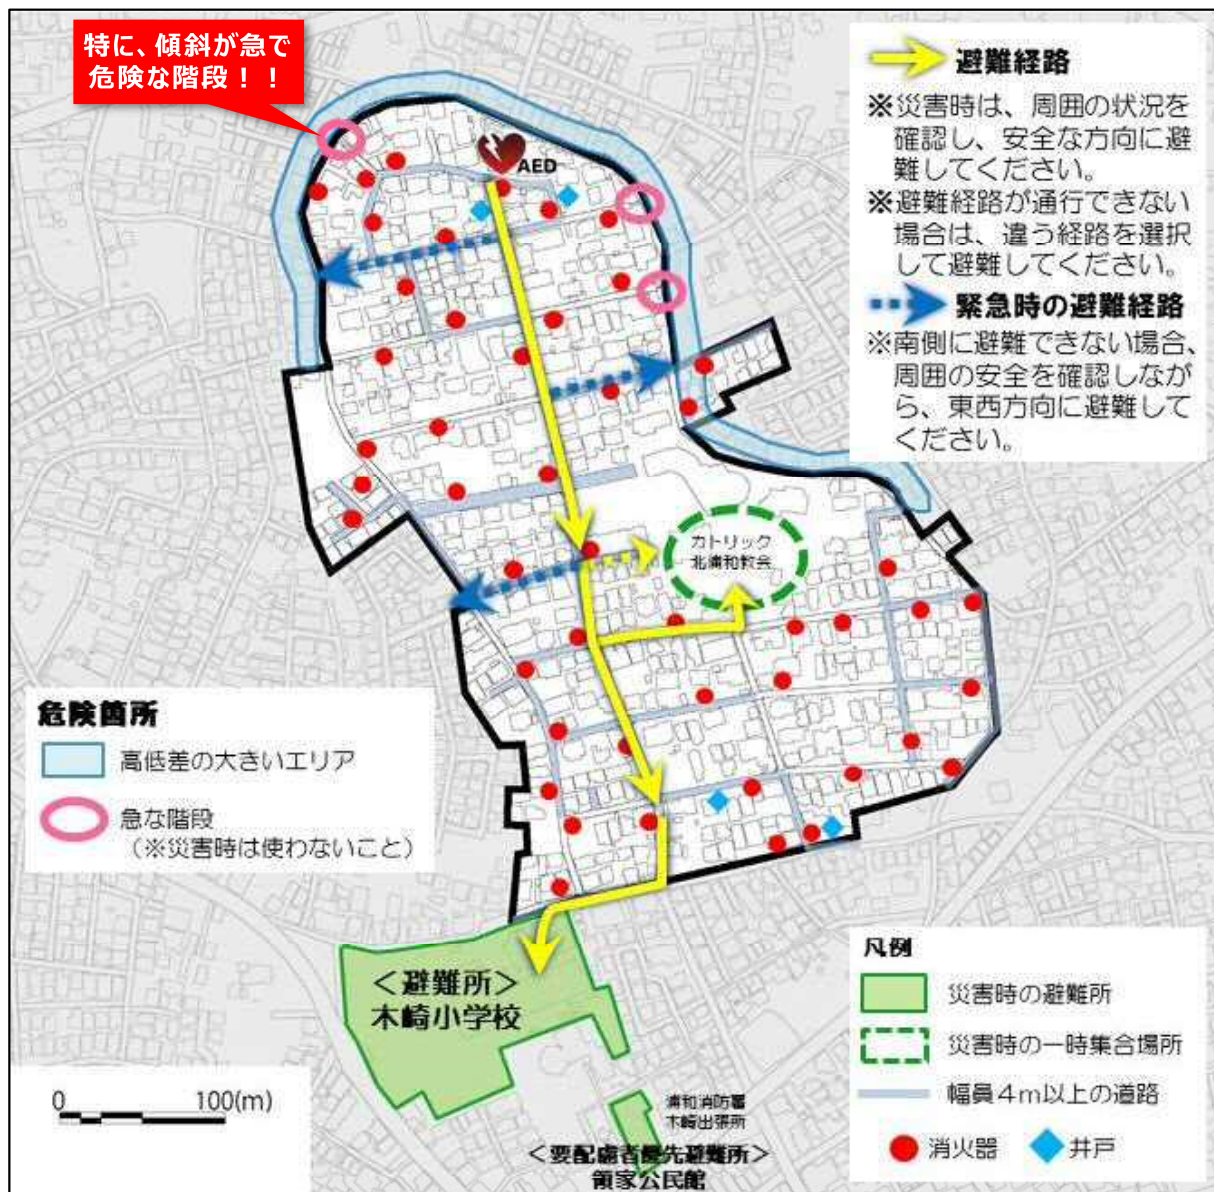 特に、傾斜が急で
危険な階段！！
避難経路
※災害時は、周囲の状況を
確認し、安全な方向に避
難してください。
※避難経路が通行できない
場合は、違う経路を選択
して避難してください。
緊急時の避難経路
※南側に避難できない場合、
周囲の安全を確認しなが
ら、東西方向に避難して
ください。
AED
カトリック
北浦和教会
危険箇所
高低差の大きいエリア
急な階段
（※災害時は使わないこと）
＜避難所＞
木崎小学校
0 100(m)
浦和消防署
木崎出張所
＜要配慮者優先避難所＞
領家公民館
凡例
災害時の避難所
災害時の一時集合場所
幅員４ｍ以上の道路
消火器 井戸